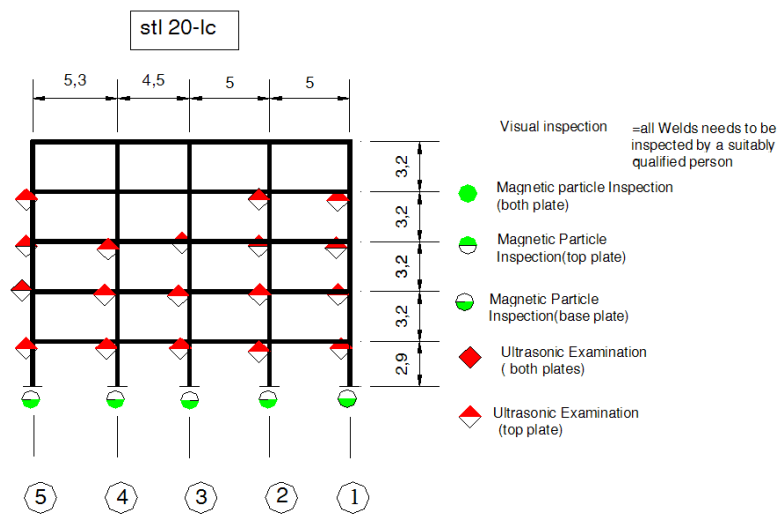 stl 20-lc
5,3
4,5
5
5
Visual inspection
=all Welds needs to be
inspected by a suitably
qualified person
3,2
Magnetic particle Inspection
(both plate)
3,2
Magnetic Particle
Inspection(top plate)
3,2
Magnetic Particle
Inspection(base plate)
3,2
Ultrasonic Examination
( both plates)
2,9
Ultrasonic Examination
(top plate)
5
4
3
2
1